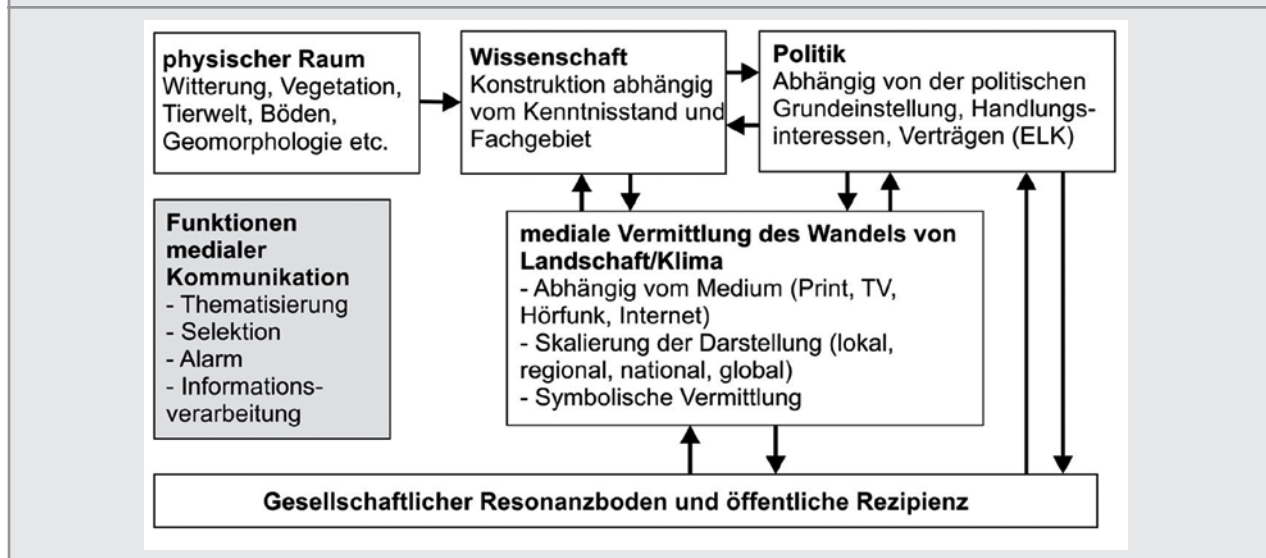 physischer Raum
Witterung, Vegetation,
Tierwelt, Böden,
Geomorphologie etc.
Wissenschaft
Konstruktion abhängig
vom Kenntnisstand und
Fachgebiet
Politik
Abhängig von der politischen
Grundeinstellung, Handlungs-
interessen, Verträgen (ELK)
Funktionen
medialer
Kommunikation
- Thematisierung
- Selektion
- Alarm
- Informations-
verarbeitung
mediale Vermittlung des Wandels von
Landschaft/Klima
- Abhängig vom Medium (Print, TV,
Hörfunk, Internet)
- Skalierung der Darstellung (lokal,
regional, national, global)
- Symbolische Vermittlung
Gesellschaftlicher Resonanzboden und öffentliche Rezipienz